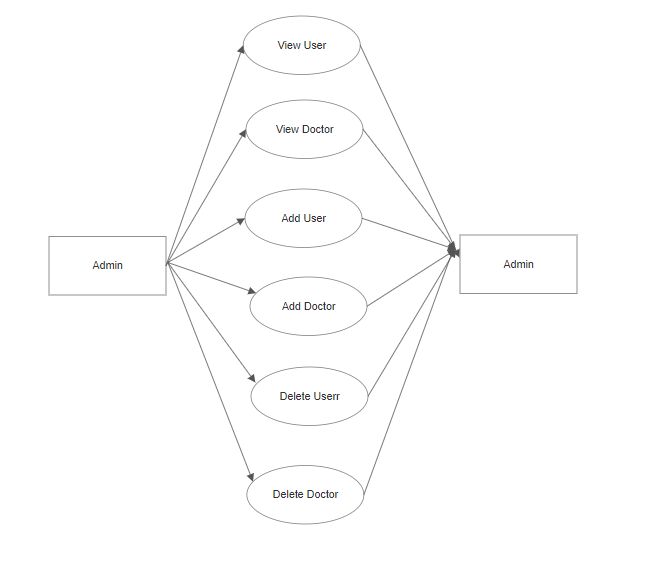 View User
View Doctor
Add User
Admin
Admin
Add Doctor
Delete Userr
Delete Doctor